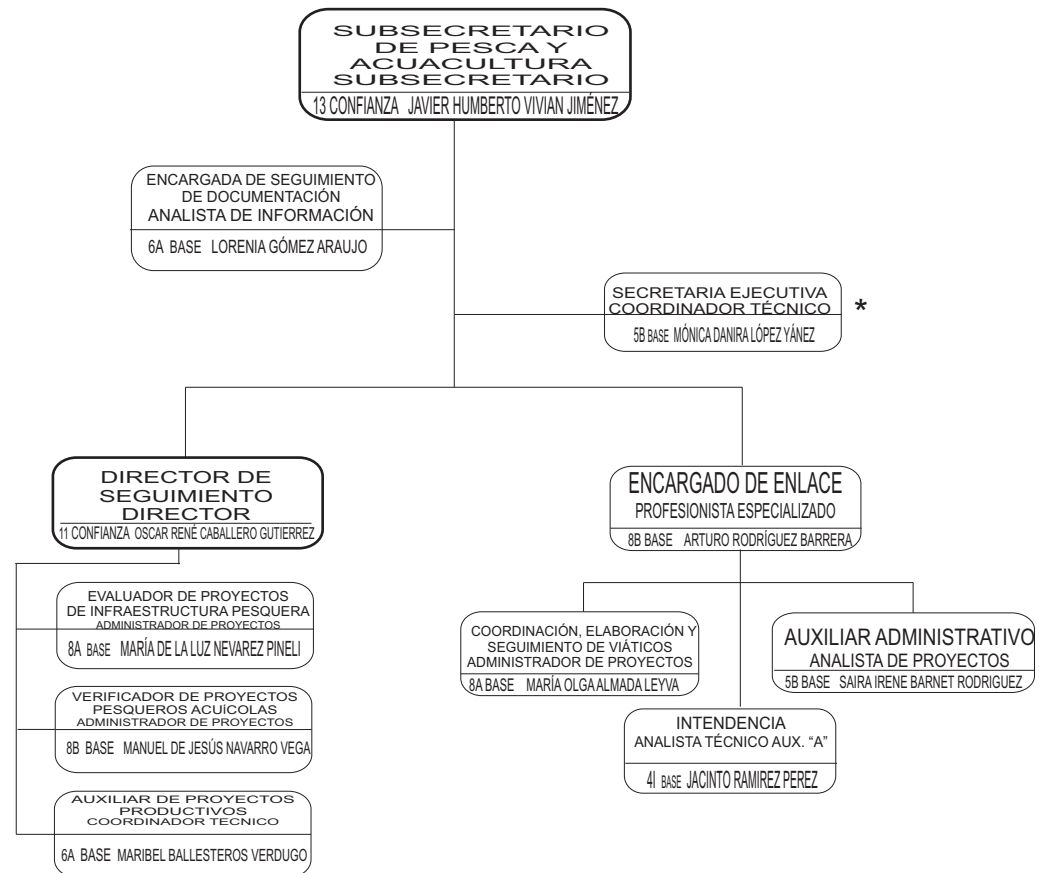 SUBSECRETARIO
DE PESCA Y
ACUACULTURA
SUBSECRETARIO
13 CONFIANZA JAVIER HUMBERTO VIVIAN JIMÉNEZ
ENCARGADA DE SEGUIMIENTO
DE DOCUMENTACIÓN
ANALISTA DE INFORMACIÓN
6A BASE LORENIA GÓMEZ ARAUJO
SECRETARIA EJECUTIVA
COORDINADOR TÉCNICO *
5B BASE MÓNICA DANIRA LÓPEZ YÁNEZ
DIRECTOR DE
SEGUIMIENTO
DIRECTOR
11 CONFIANZA OSCAR RENÉ CABALLERO GUTIERREZ
EVALUADOR DE PROYECTOS
DE INFRAESTRUCTURA PESQUERA
ADMINISTRADOR DE PROYECTOS
8A BASE MARÍA DE LA LUZ NEVAREZ PINELI
VERIFICADOR DE PROYECTOS
PESQUEROS ACUÍCOLAS
ADMINISTRADOR DE PROYECTOS
8B BASE MANUEL DE JESÚS NAVARRO VEGA
AUXILIAR DE PROYECTOS
PRODUCTIVOS
COORDINADOR TECNICO
6A BASE MARIBEL BALLESTEROS VERDUGO
ENCARGADO DE ENLACE
PROFESIONISTA ESPECIALIZADO
8B BASE ARTURO RODRÍGUEZ BARRERA
COORDINACIÓN, ELABORACIÓN Y
SEGUIMIENTO DE VIÁTICOS
ADMINISTRADOR DE PROYECTOS
8A BASE MARÍA OLGA ALMADA LEYVA
AUXILIAR ADMINISTRATIVO
ANALISTA DE PROYECTOS
5B BASE SAIRA IRENE BARNET RODRIGUEZ
INTENDENCIA
ANALISTA TÉCNICO AUX. “A”
4I BASE JACINTO RAMIREZ PEREZ